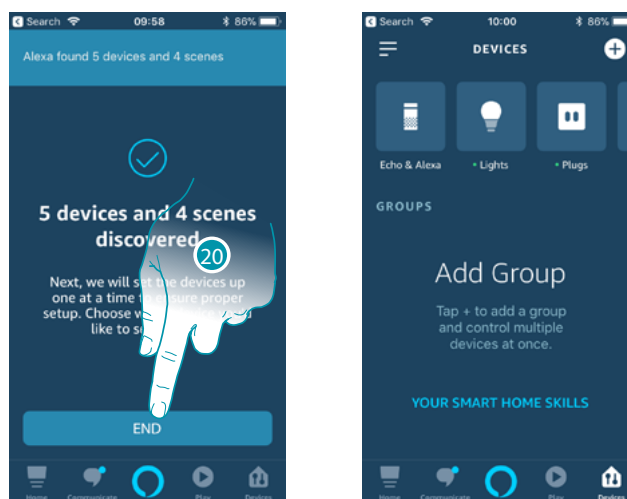 Search
09:58
86%
Alexa found 5 devices and 4 scenes
5 devices and 4 scenes
discovered
20
Next, we will set the devices up
one at a time to ensure proper
setup. Choose
like to
END
Home
Communicate
Play
Devices
Search
10:00
86%
DEVICES
Echo & Alexa
• Lights
• Plugs
GROUPS
Add Group
Tap + to add a group
and control multiple
devices at once.
YOUR SMART HOME SKILLS
Home
Communicate
Play
Devices